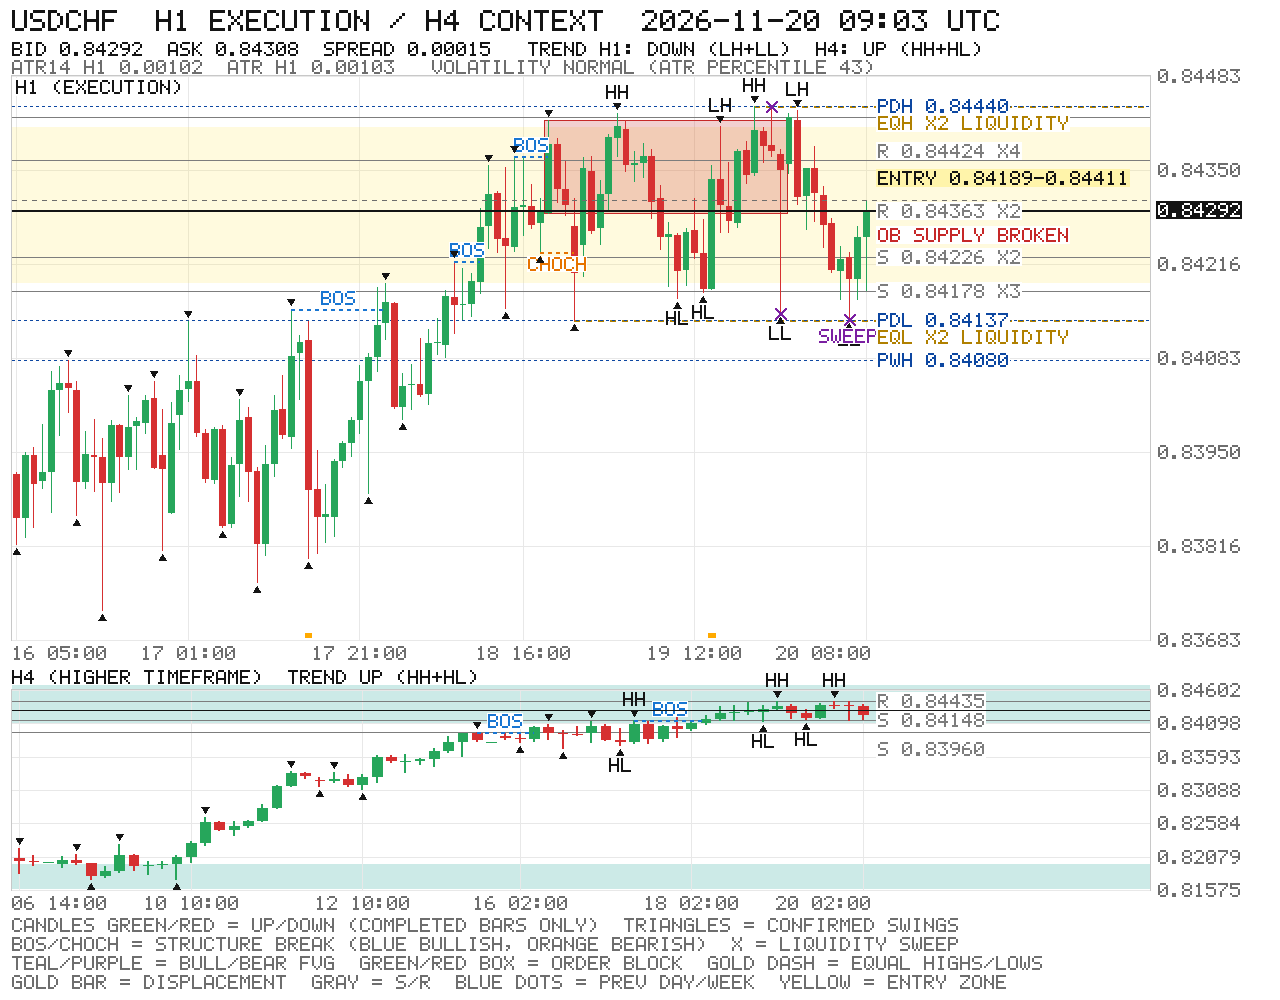 USDCHF  H1 EXECUTION / H4 CONTEXT  2026-11-20 09:03 UTC
BID 0.84292  ASK 0.84308  SPREAD 0.00015   TREND H1: DOWN (LH+LL)  H4: UP (HH+HL)
ATR14 H1 0.00102  ATR H1 0.00103   VOLATILITY NORMAL (ATR PERCENTILE 43)
H1 (EXECUTION)
0.84483
HH
HH
LH
LH
PDH 0.84440
EQH X2 LIQUIDITY
BOS
R 0.84424 X4
0.84350
ENTRY 0.84189-0.84411
R 0.84363 X2
0.84292
OB SUPPLY BROKEN
BOS
S 0.84226 X2
CHOCH
0.84216
S 0.84178 X3
BOS
HL
HL
PDL 0.84137
LL
SWEEP
EQL X2 LIQUIDITY
PWH 0.84080
0.84083
0.83950
0.83816
0.83683
16 05:00
17 01:00
17 21:00
18 16:00
19 12:00
20 08:00
H4 (HIGHER TIMEFRAME)   TREND UP (HH+HL)
HH
HH
HH
0.84602
R 0.84435
BOS
BOS
S 0.84148
0.84098
HL
HL
HL
S 0.83960
0.83593
0.83088
0.82584
0.82079
0.81575
06 14:00
10 10:00
12 10:00
16 02:00
18 02:00
20 02:00
CANDLES GREEN/RED = UP/DOWN (COMPLETED BARS ONLY)   TRIANGLES = CONFIRMED SWINGS
BOS/CHOCH = STRUCTURE BREAK (BLUE BULLISH, ORANGE BEARISH)  X = LIQUIDITY SWEEP
TEAL/PURPLE = BULL/BEAR FVG  GREEN/RED BOX = ORDER BLOCK  GOLD DASH = EQUAL HIGHS/LOWS
GOLD BAR = DISPLACEMENT  GRAY = S/R  BLUE DOTS = PREV DAY/WEEK  YELLOW = ENTRY ZONE